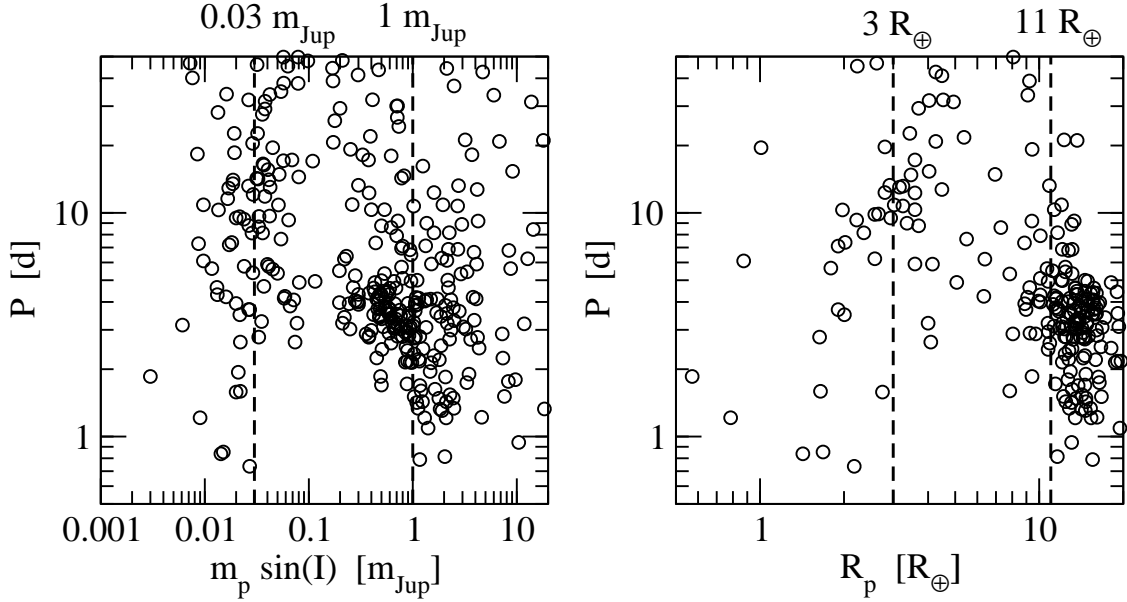 0.03 m_Jup 1 m_Jup
10
1
P [d]
0.001 0.01 0.1 1 10
m_p sin(I) [m_Jup]
3 R_⊕ 11 R_⊕
10
1
P [d]
1 10
R_p [R_⊕]